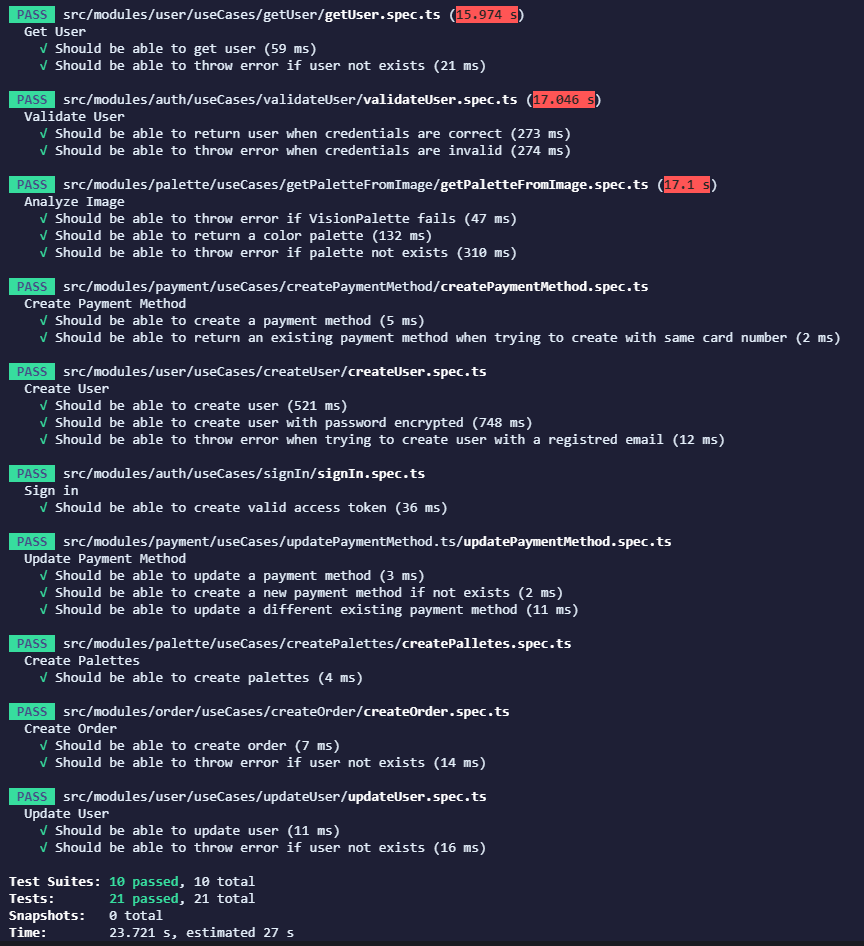 PASS src/modules/user/useCases/getUser/getUser.spec.ts (15.974 s)
Get User
√ Should be able to get user (59 ms)
√ Should be able to throw error if user not exists (21 ms)
PASS src/modules/auth/useCases/validateUser/validateUser.spec.ts (17.046 s)
Validate User
√ Should be able to return user when credentials are correct (273 ms)
√ Should be able to throw error when credentials are invalid (274 ms)
PASS src/modules/palette/useCases/getPaletteFromImage/getPaletteFromImage.spec.ts (17.1 s)
Analyze Image
√ Should be able to throw error if VisionPalette fails (47 ms)
√ Should be able to return a color palette (132 ms)
√ Should be able to throw error if palette not exists (310 ms)
PASS src/modules/payment/useCases/createPaymentMethod/createPaymentMethod.spec.ts
Create Payment Method
√ Should be able to create a payment method (5 ms)
√ Should be able to return an existing payment method when trying to create with same card number (2 ms)
PASS src/modules/user/useCases/createUser/createUser.spec.ts
Create User
√ Should be able to create user (521 ms)
√ Should be able to create user with password encrypted (748 ms)
√ Should be able to throw error when trying to create user with a registred email (12 ms)
PASS src/modules/auth/useCases/signIn/signIn.spec.ts
Sign in
√ Should be able to create valid access token (36 ms)
PASS src/modules/payment/useCases/updatePaymentMethod.ts/updatePaymentMethod.spec.ts
Update Payment Method
√ Should be able to update a payment method (3 ms)
√ Should be able to create a new payment method if not exists (2 ms)
√ Should be able to update a different existing payment method (11 ms)
PASS src/modules/palette/useCases/createPalettes/createPalletes.spec.ts
Create Palettes
√ Should be able to create palettes (4 ms)
PASS src/modules/order/useCases/createOrder/createOrder.spec.ts
Create Order
√ Should be able to create order (7 ms)
√ Should be able to throw error if user not exists (14 ms)
PASS src/modules/user/useCases/updateUser/updateUser.spec.ts
Update User
√ Should be able to update user (11 ms)
√ Should be able to throw error if user not exists (16 ms)
Test Suites: 10 passed, 10 total
Tests: 21 passed, 21 total
Snapshots: 0 total
Time: 23.721 s, estimated 27 s